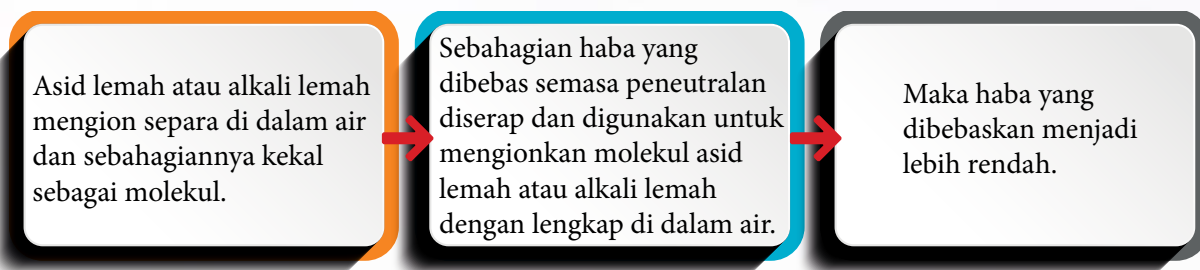 Asid lemah atau alkali lemah
mengion separa di dalam air
dan sebahagiannya kekal
sebagai molekul.
Sebahagian haba yang
dibebas semasa peneutralan
diserap dan digunakan untuk
mengionkan molekul asid
lemah atau alkali lemah
dengan lengkap di dalam air.
Maka haba yang
dibebaskan menjadi
lebih rendah.